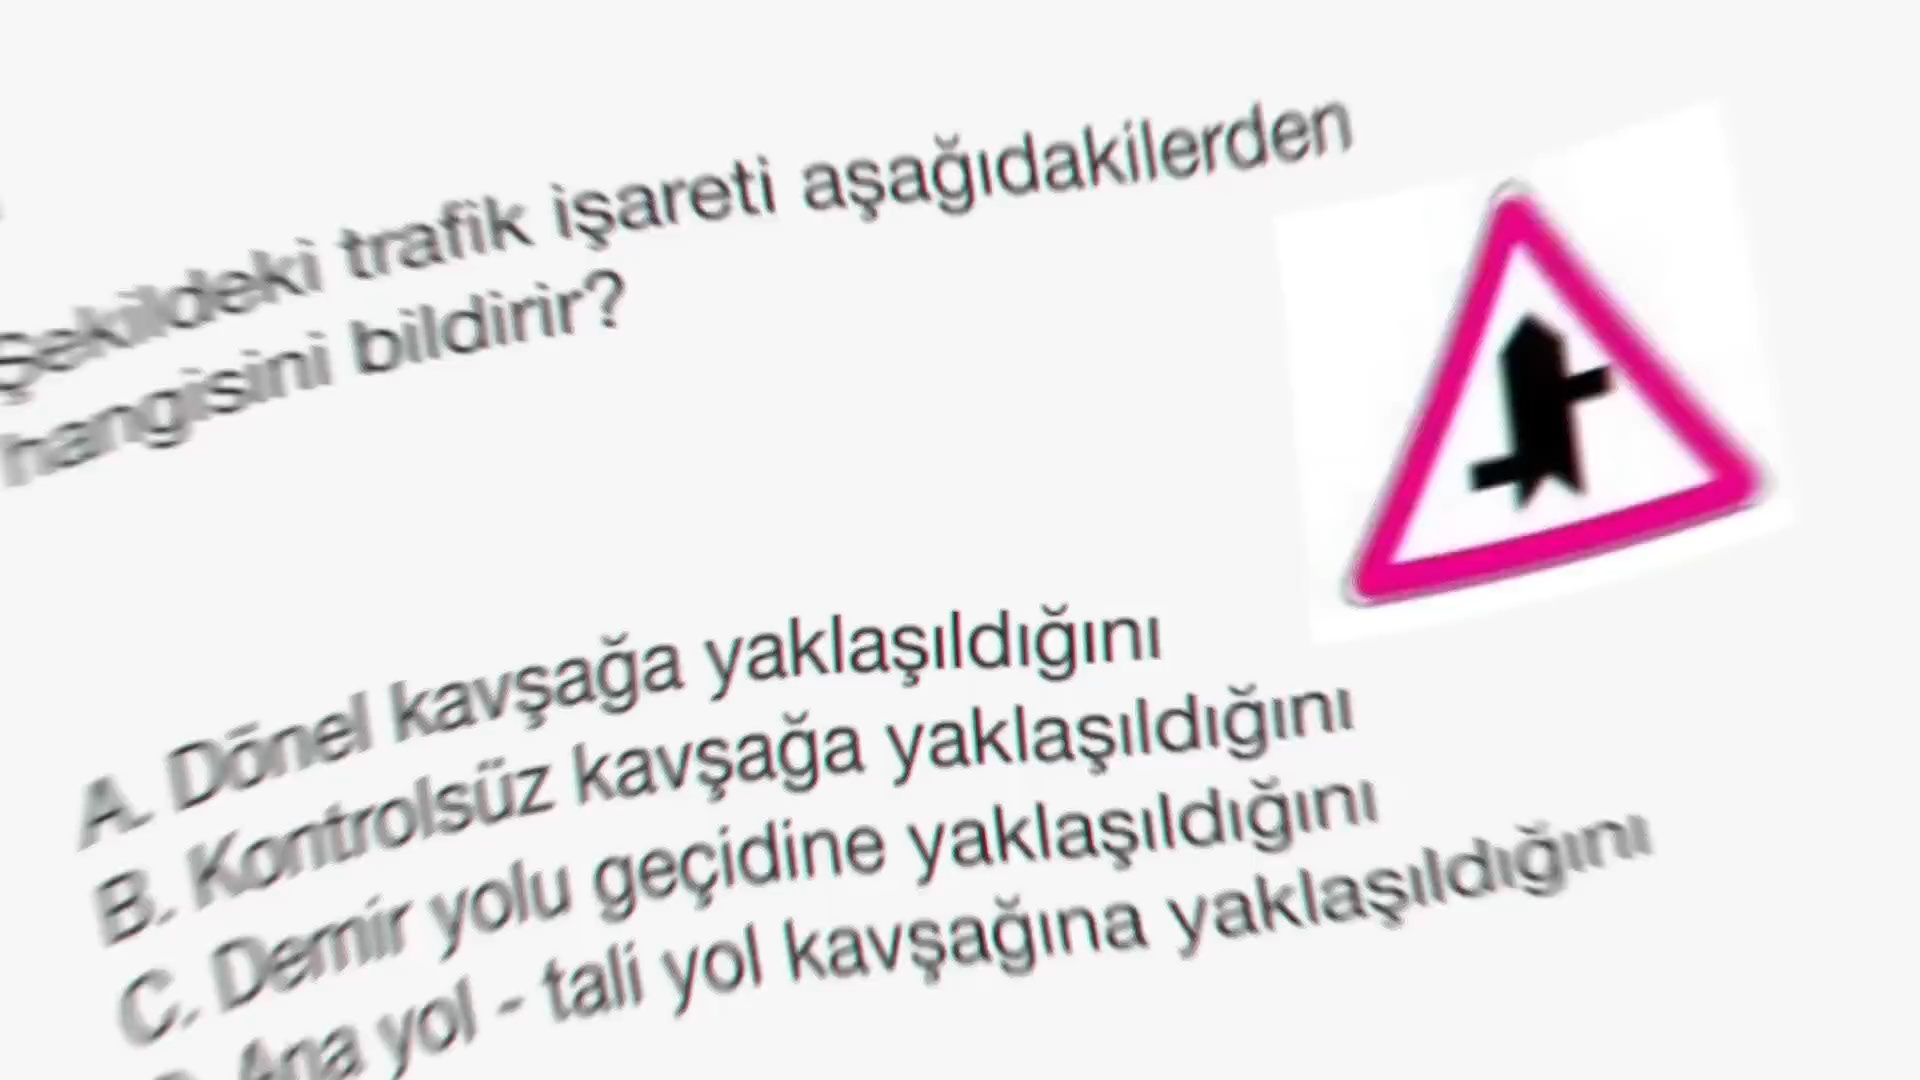 Şekildeki trafik işareti aşağıdakilerden
hangisini bildirir?
A. Dönel kavşağa yaklaşıldığını
B. Kontrolsüz kavşağa yaklaşıldığını
C. Demir yolu geçidine yaklaşıldığını
Ana yol - tali yol kavşağına yaklaşıldığını